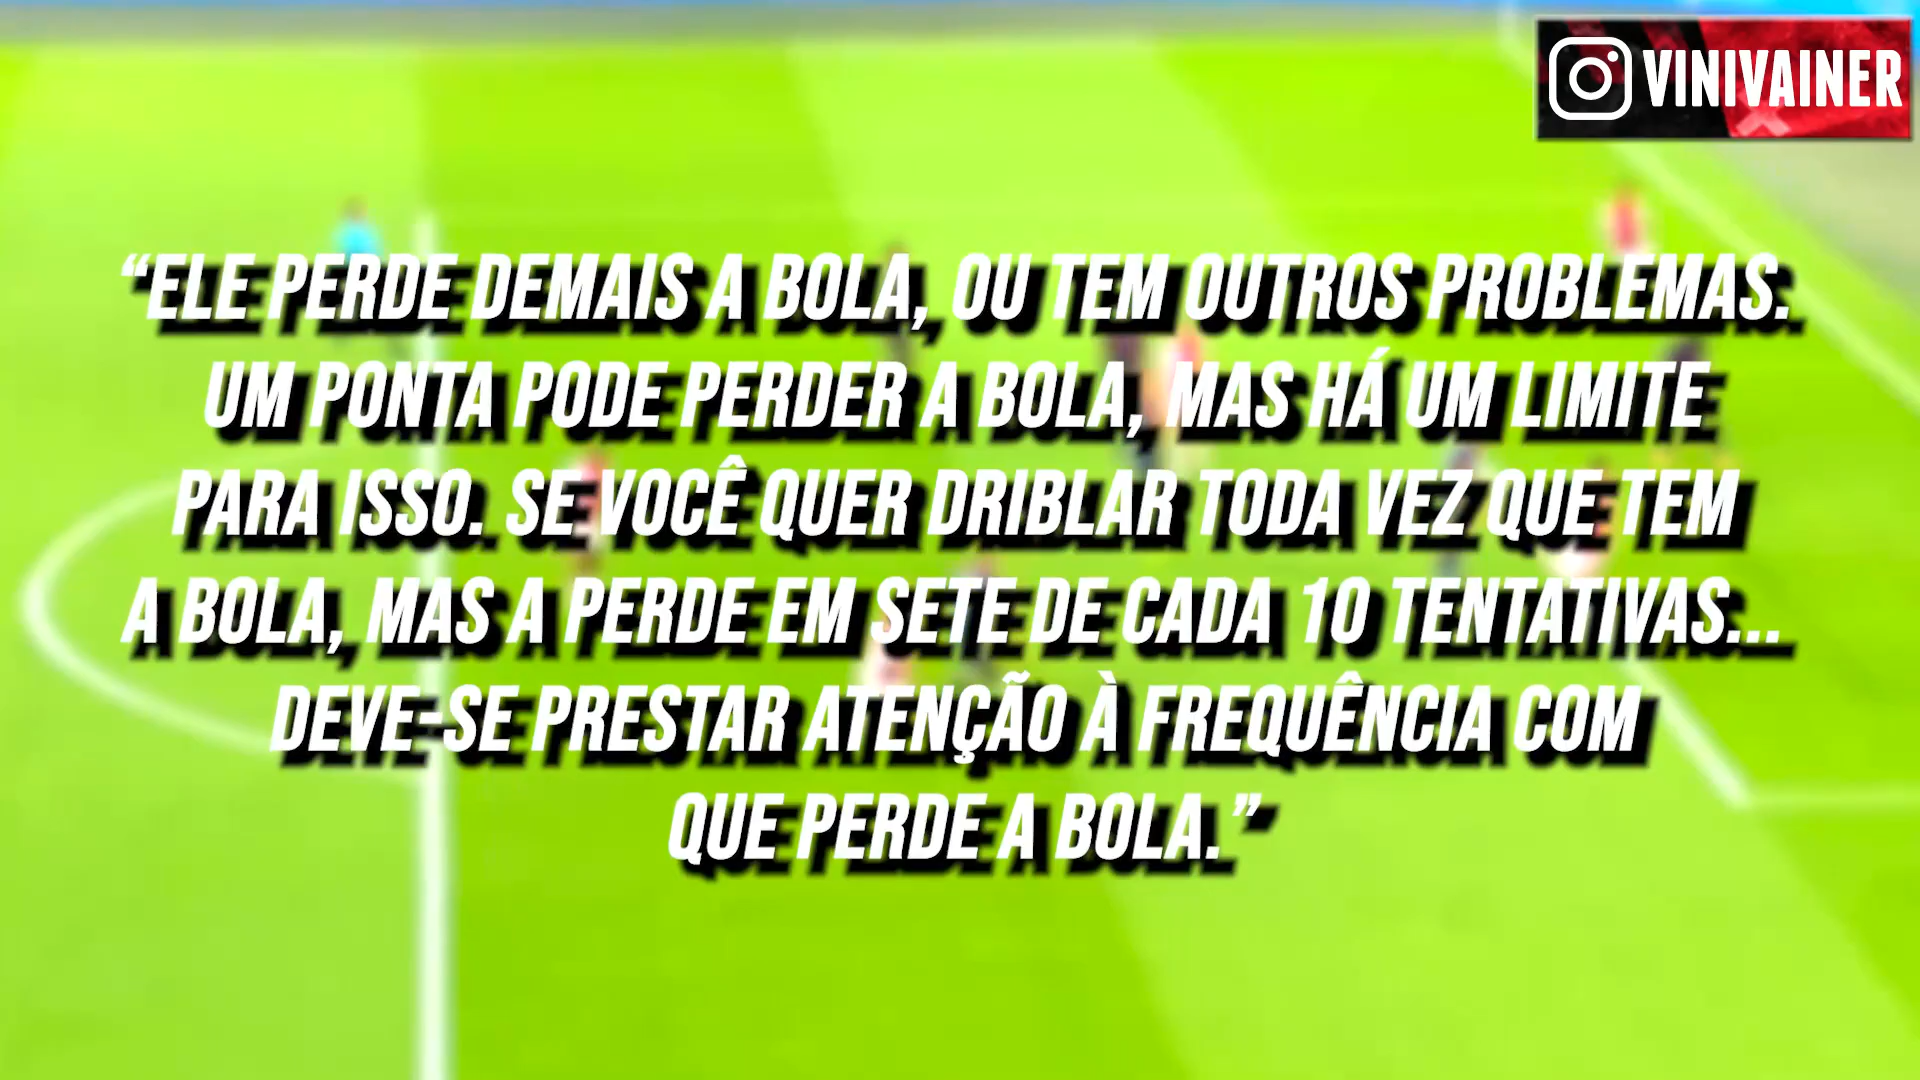 VINIVAINER
“ELE PERDE DEMAIS A BOLA, OU TEM OUTROS PROBLEMAS.
UM PONTA PODE PERDER A BOLA, MAS HÁ UM LIMITE
PARA ISSO. SE VOCÊ QUER DRIBLAR TODA VEZ QUE TEM
A BOLA, MAS A PERDE EM SETE DE CADA 10 TENTATIVAS...
DEVE-SE PRESTAR ATENÇÃO À FREQUÊNCIA COM
QUE PERDE A BOLA.”